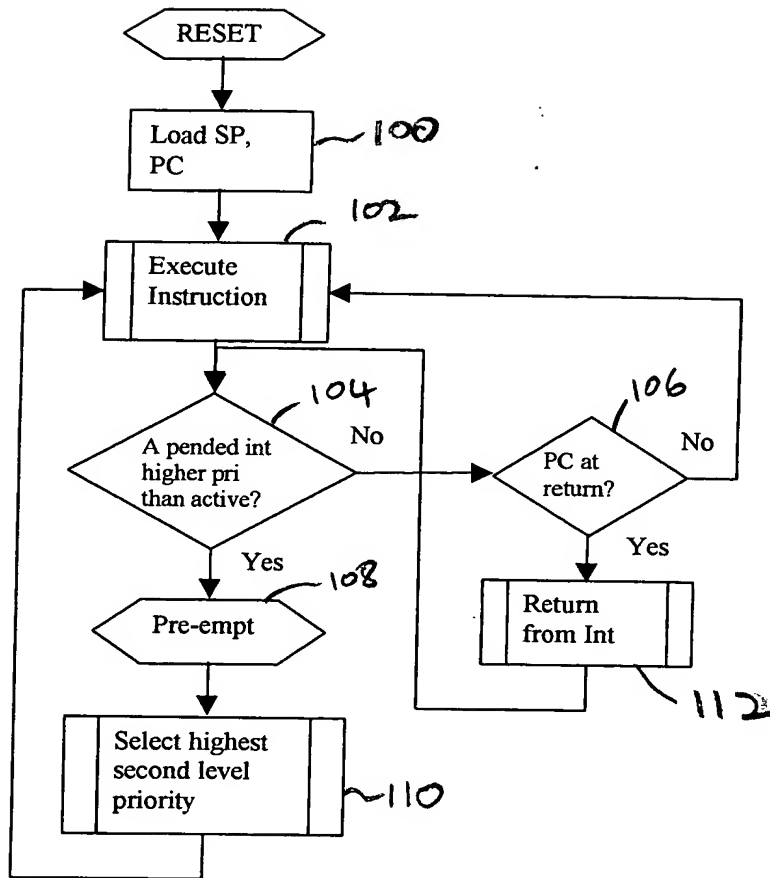 RESET
Load SP,
PC
100
102
Execute
Instruction
104
A pended int
higher pri
than active?
No
106
PC at
return?
No
Yes
Yes
108
Pre-empt
Return
from Int
112
Select highest
second level
priority
110